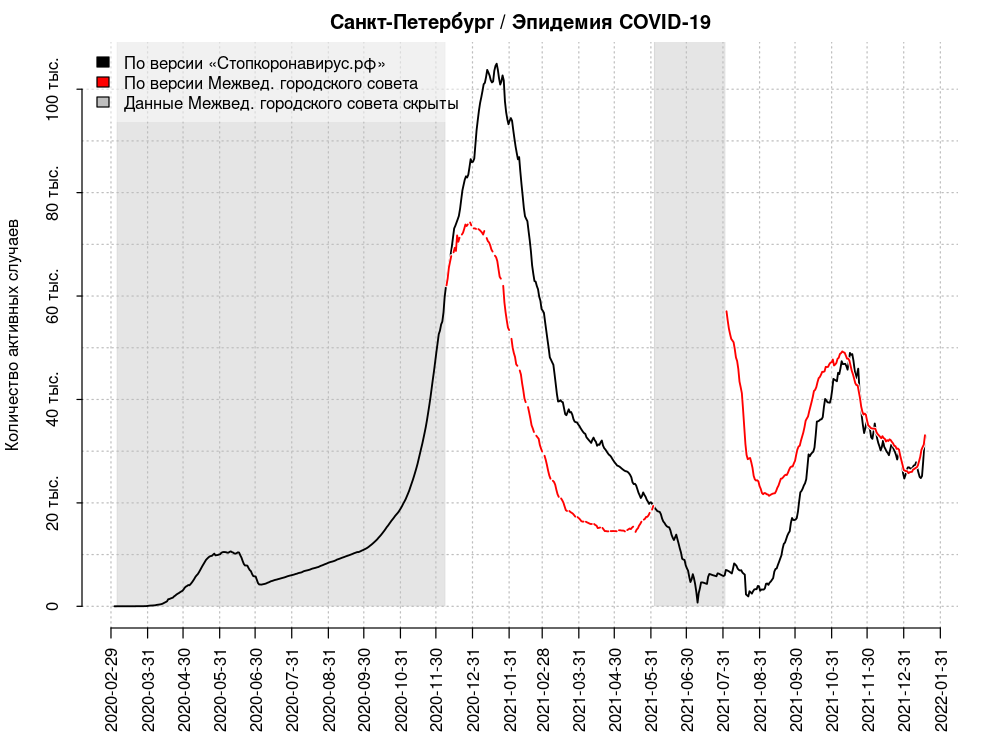 Санкт-Петербург / Эпидемия COVID-19
По версии «Стопкоронавирус.рф»
По версии Межвед. городского совета
Данные Межвед. городского совета скрыты
Количество активных случаев
100 тыс.
80 тыс.
60 тыс.
40 тыс.
20 тыс.
0
2020-02-29
2020-03-31
2020-04-30
2020-05-31
2020-06-30
2020-07-31
2020-08-31
2020-09-30
2020-10-31
2020-11-30
2020-12-31
2021-01-31
2021-02-28
2021-03-31
2021-04-30
2021-05-31
2021-06-30
2021-07-31
2021-08-31
2021-09-30
2021-10-31
2021-11-30
2021-12-31
2022-01-31